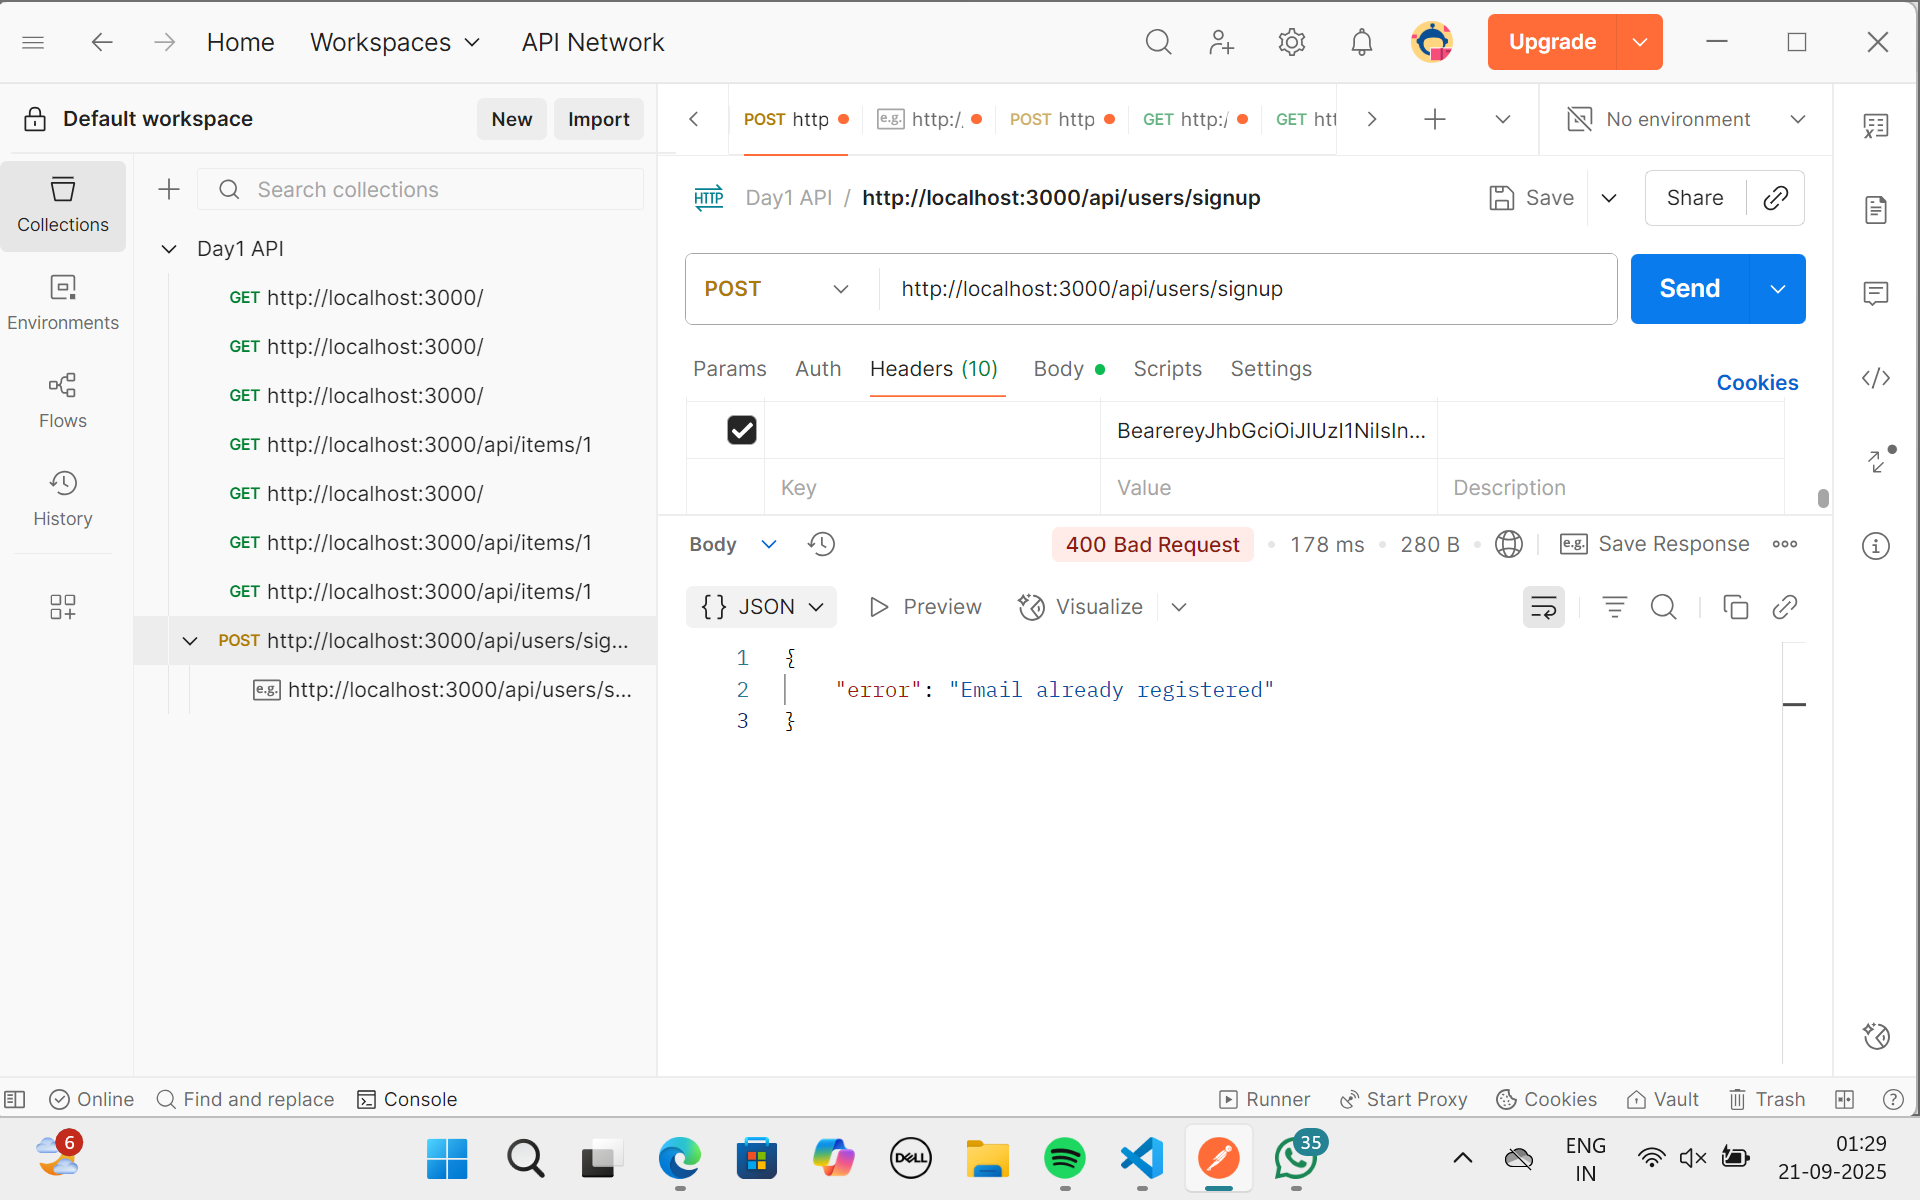 Home
Workspaces
API Network
Upgrade
Default workspace
New
Import
POST http
e.g. http:/
POST http
GET http:/
GET htt
No environment
Collections
Environments
Flows
History
Search collections
Day1 API
GET http://localhost:3000/
GET http://localhost:3000/
GET http://localhost:3000/
GET http://localhost:3000/api/items/1
GET http://localhost:3000/
GET http://localhost:3000/api/items/1
GET http://localhost:3000/api/items/1
POST http://localhost:3000/api/users/sig...
e.g. http://localhost:3000/api/users/s...
HTTP Day1 API / http://localhost:3000/api/users/signup
Save
Share
POST
http://localhost:3000/api/users/signup
Send
Params
Auth
Headers (10)
Body
Scripts
Settings
Cookies
BearereyJhbGciOiJIUzI1NiIsIn...
Key
Value
Description
Body
400 Bad Request
178 ms
280 B
e.g. Save Response
{} JSON
Preview
Visualize
1 {
2 "error": "Email already registered"
3 }
Online
Find and replace
Console
Runner
Start Proxy
Cookies
Vault
Trash
6
DELL
35
ENG
IN
01:29
21-09-2025